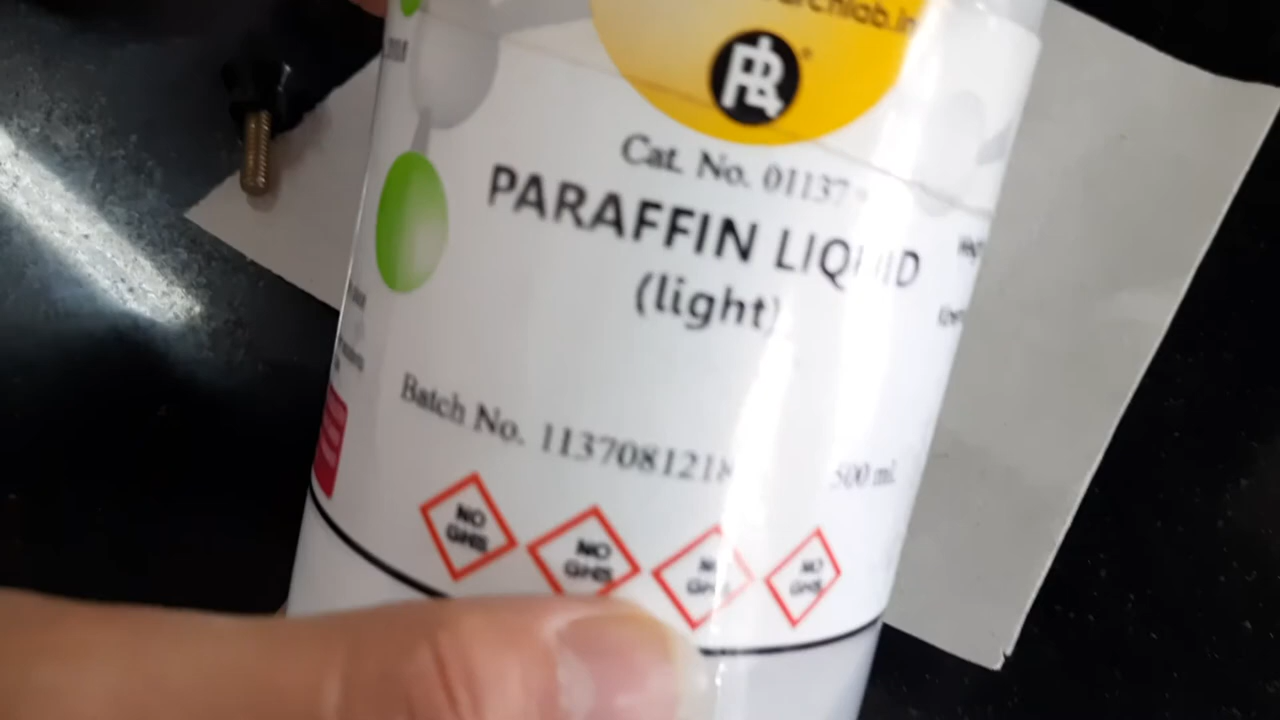 Cat. No. 01137
PARAFFIN LIQUID
(light)
Batch No. 113708121
500 ml.
NO GHS
NO GHS
NO GHS
NO GHS